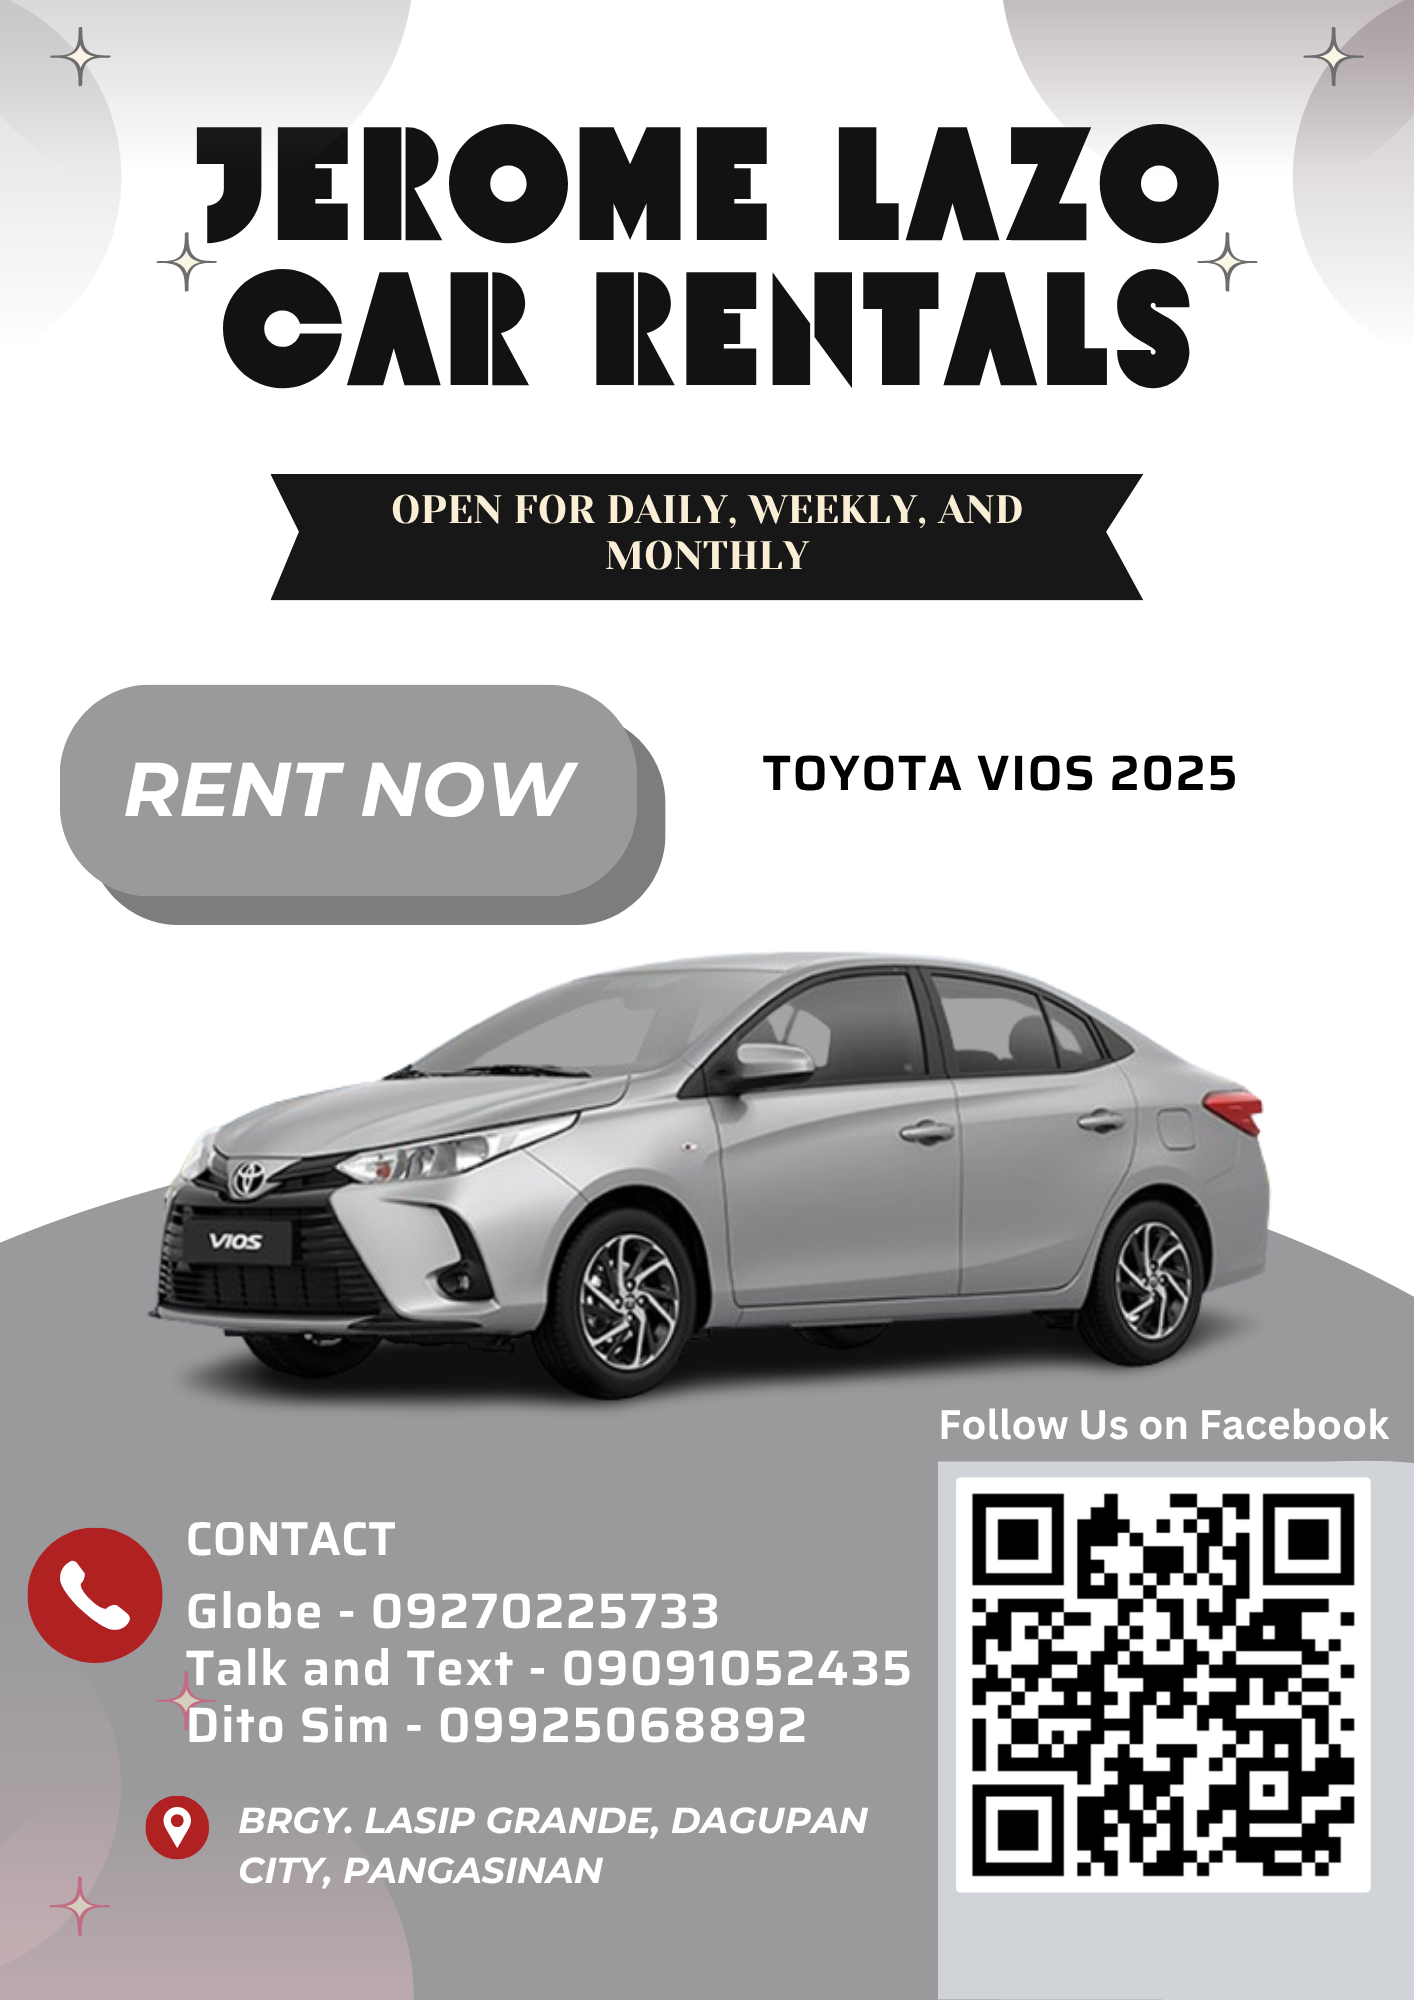 JEROME LAZO
CAR RENTALS
OPEN FOR DAILY, WEEKLY, AND
MONTHLY
RENT NOW
TOYOTA VIOS 2025
VIOS
Follow Us on Facebook
CONTACT
Globe - 09270225733
Talk and Text - 09091052435
Dito Sim - 09925068892
BRGY. LASIP GRANDE, DAGUPAN
CITY, PANGASINAN